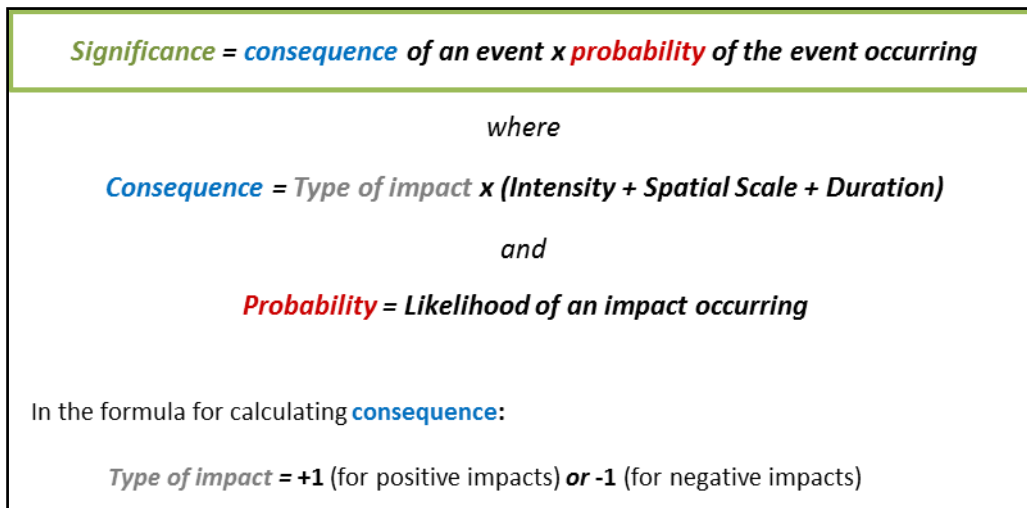 Significance = consequence of an event x probability of the event occurring
where
Consequence = Type of impact x (Intensity + Spatial Scale + Duration)
and
Probability = Likelihood of an impact occurring
In the formula for calculating consequence:
Type of impact = +1 (for positive impacts) or -1 (for negative impacts)